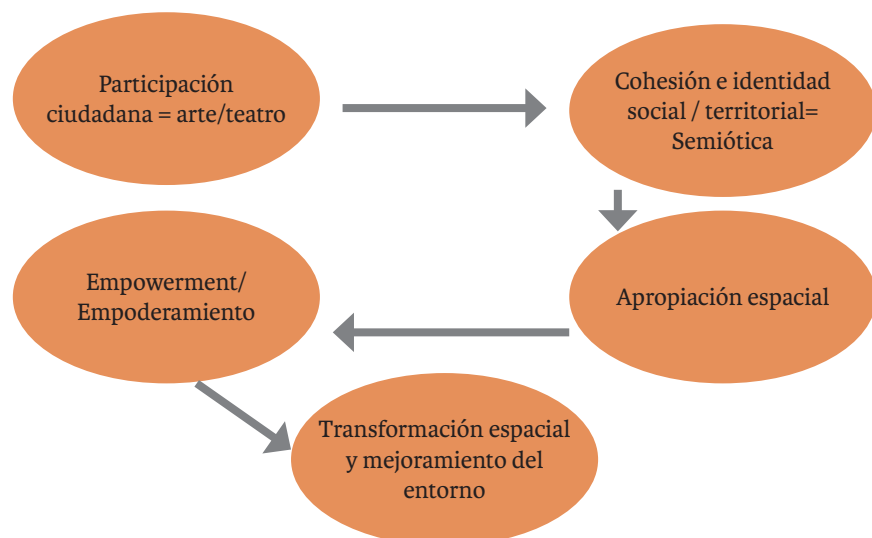 Participación
ciudadana = arte/teatro
Cohesión e identidad
social / territorial=
Semiótica
Apropiación espacial
Empowerment/
Empoderamiento
Transformación espacial
y mejoramiento del
entorno